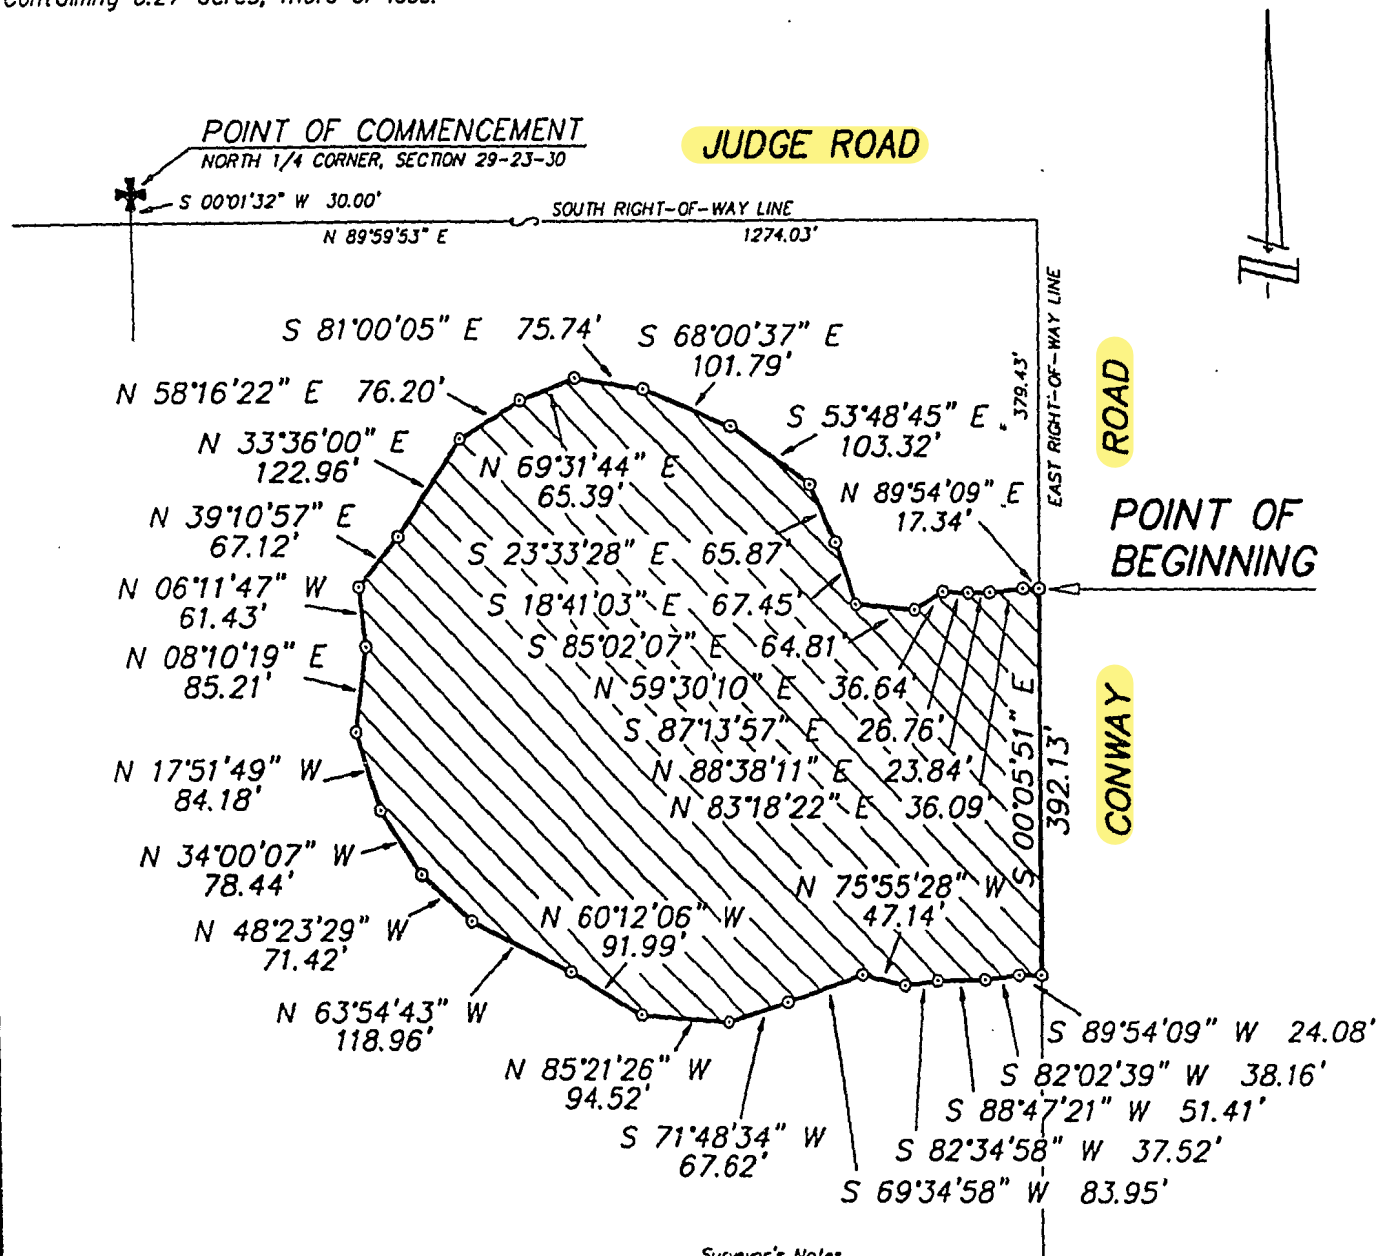 POINT OF COMMENCEMENT
NORTH 1/4 CORNER, SECTION 29-23-30
JUDGE ROAD
S 00°01'32" W 30.00'
SOUTH RIGHT-OF-WAY LINE
N 89°59'53" E
1274.03'
EAST RIGHT-OF-WAY LINE
379.43'
ROAD
S 81°00'05" E 75.74'
S 68°00'37" E
101.79'
N 58°16'22" E 76.20'
S 53°48'45" E
103.32'
N 33°36'00" E
122.96'
N 69°31'44" E
65.39'
N 89°54'09" E
17.34'
POINT OF
BEGINNING
N 39°10'57" E
67.12'
S 23°33'28" E 65.87'
N 06°11'47" W
61.43'
S 18°41'03" E 67.45'
S 85°02'07" E 64.81'
N 08°10'19" E
85.21'
N 59°30'10" E 36.64'
S 87°13'57" E 26.76'
N 88°38'11" E 23.84'
N 83°18'22" E 36.09'
S 00°05'51" E
392.13'
CONWAY
N 17°51'49" W
84.18'
N 34°00'07" W
78.44'
N 75°55'28" W
47.14'
N 48°23'29" W
71.42'
N 60°12'06" W
91.99'
N 63°54'43" W
118.96'
S 89°54'09" W 24.08'
N 85°21'26" W
94.52'
S 82°02'39" W 38.16'
S 88°47'21" W 51.41'
S 71°48'34" W
67.62'
S 82°34'58" W 37.52'
S 69°34'58" W 83.95'
Surveyor's Notes